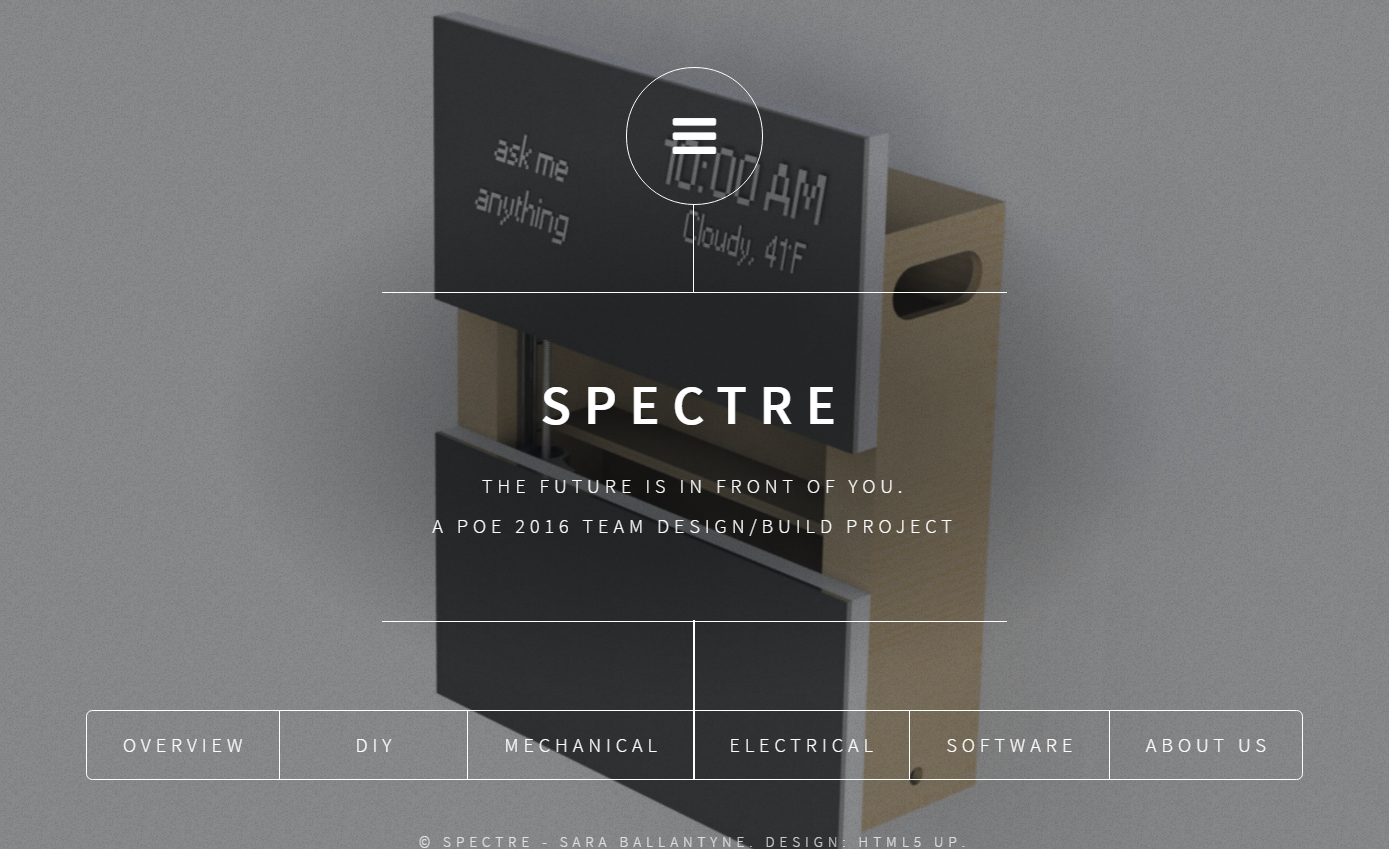 ask me
anything
10:00 AM
Cloudy, 41°F
SPECTRE
THE FUTURE IS IN FRONT OF YOU.
A POE 2016 TEAM DESIGN/BUILD PROJECT
OVERVIEW
DIY
MECHANICAL
ELECTRICAL
SOFTWARE
ABOUT US
© SPECTRE - SARA BALLANTYNE. DESIGN: HTML5 UP.